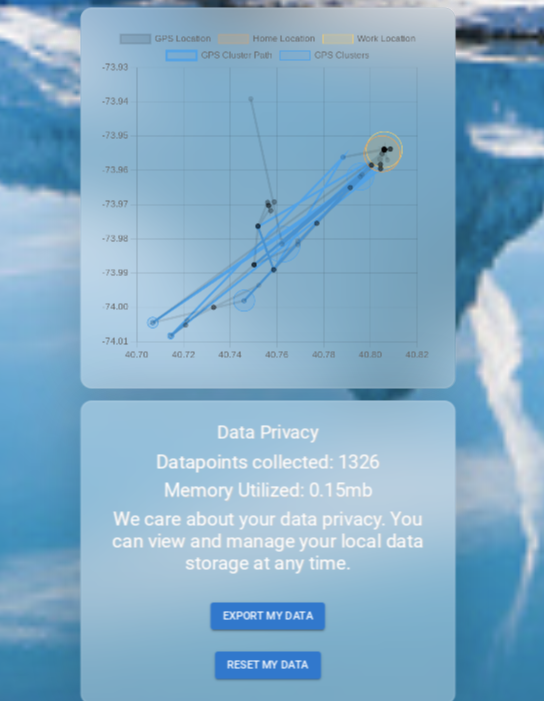 GPS Location Home Location Work Location
GPS Cluster Path GPS Clusters
-73.93
-73.94
-73.95
-73.96
-73.97
-73.98
-73.99
-74.00
-74.01
40.70 40.72 40.74 40.76 40.78 40.80 40.82
Data Privacy
Datapoints collected: 1326
Memory Utilized: 0.15mb
We care about your data privacy. You
can view and manage your local data
storage at any time.
EXPORT MY DATA
RESET MY DATA